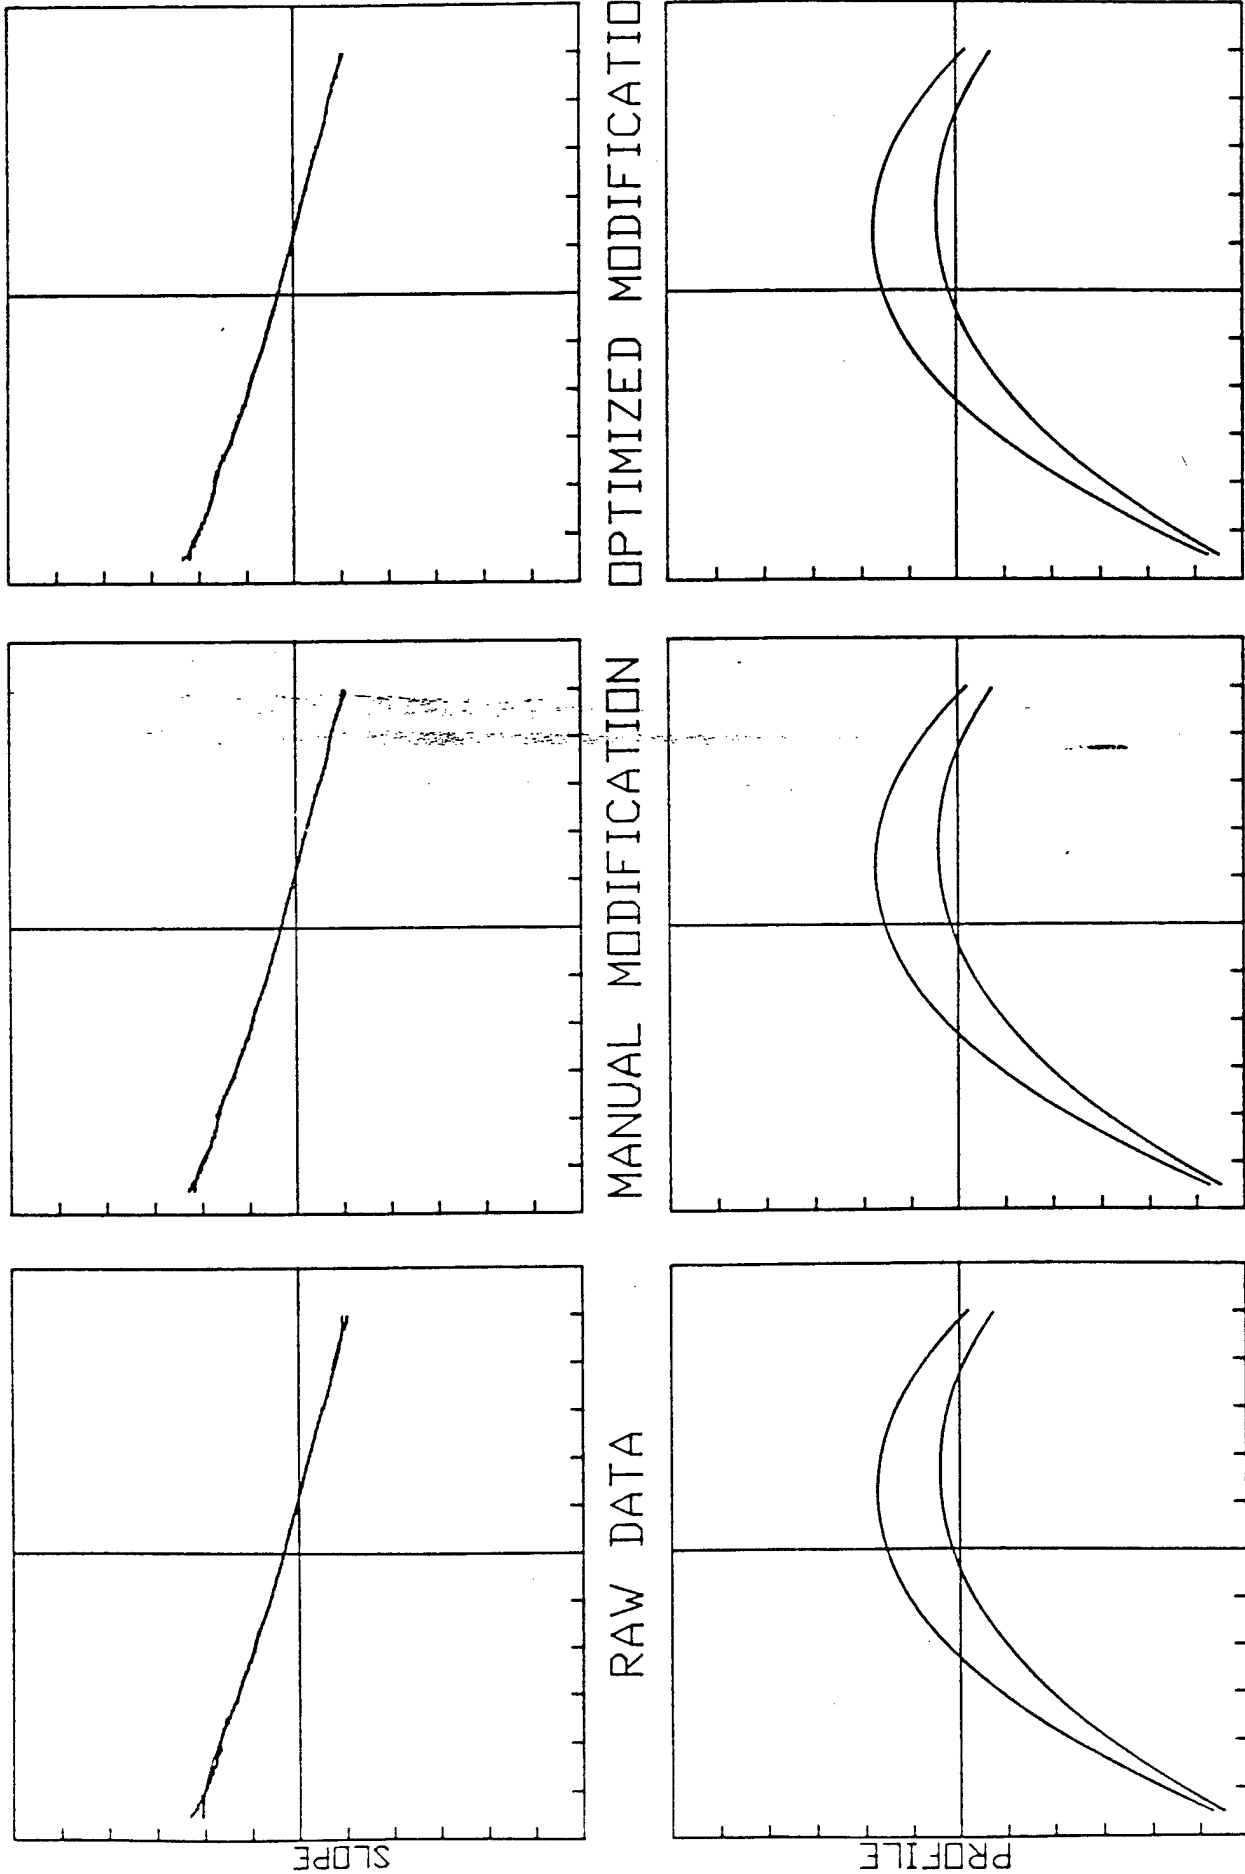 SLOPE
RAW DATA
MANUAL MODIFICATION
OPTIMIZED MODIFICATIO
PROFILE